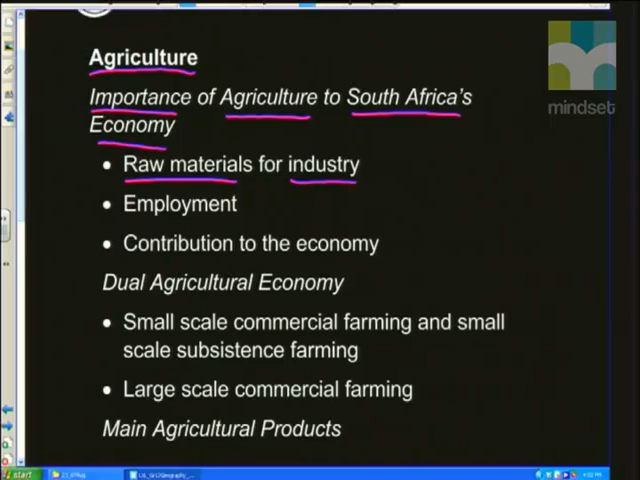 Agriculture
mindset
Importance of Agriculture to South Africa's
Economy
• Raw materials for industry
• Employment
• Contribution to the economy
Dual Agricultural Economy
• Small scale commercial farming and small
scale subsistence farming
• Large scale commercial farming
Main Agricultural Products
start